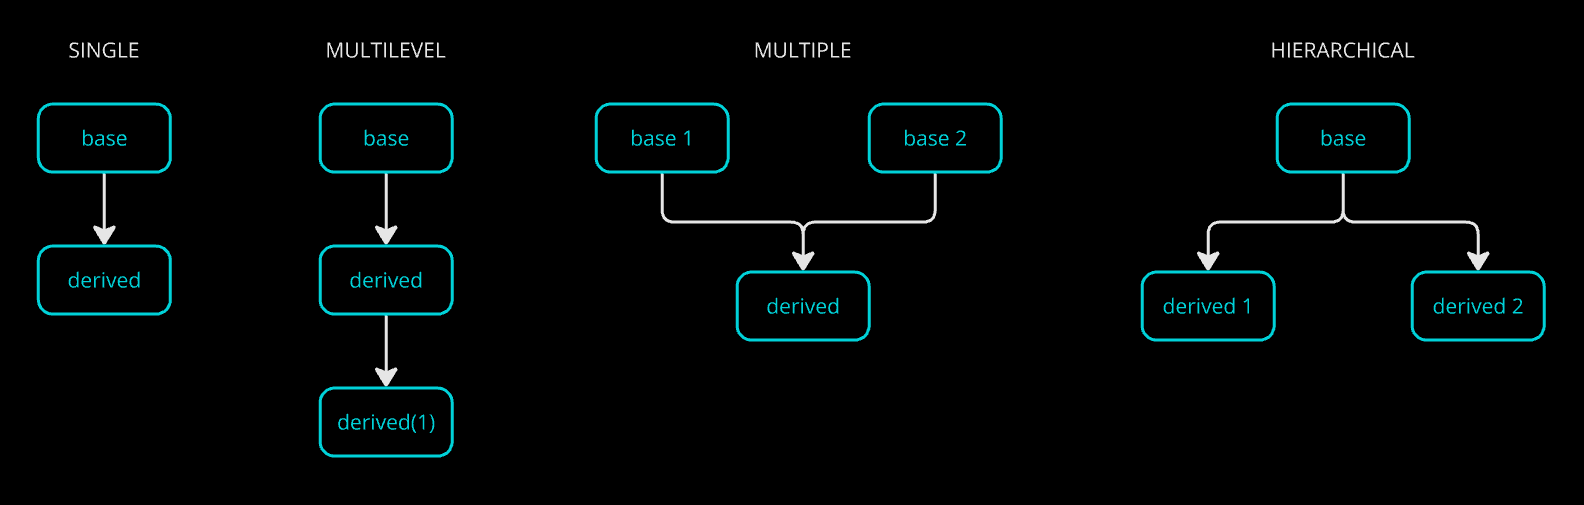 SINGLE
base
derived
MULTILEVEL
base
derived
derived(1)
MULTIPLE
base 1
base 2
derived
HIERARCHICAL
base
derived 1
derived 2